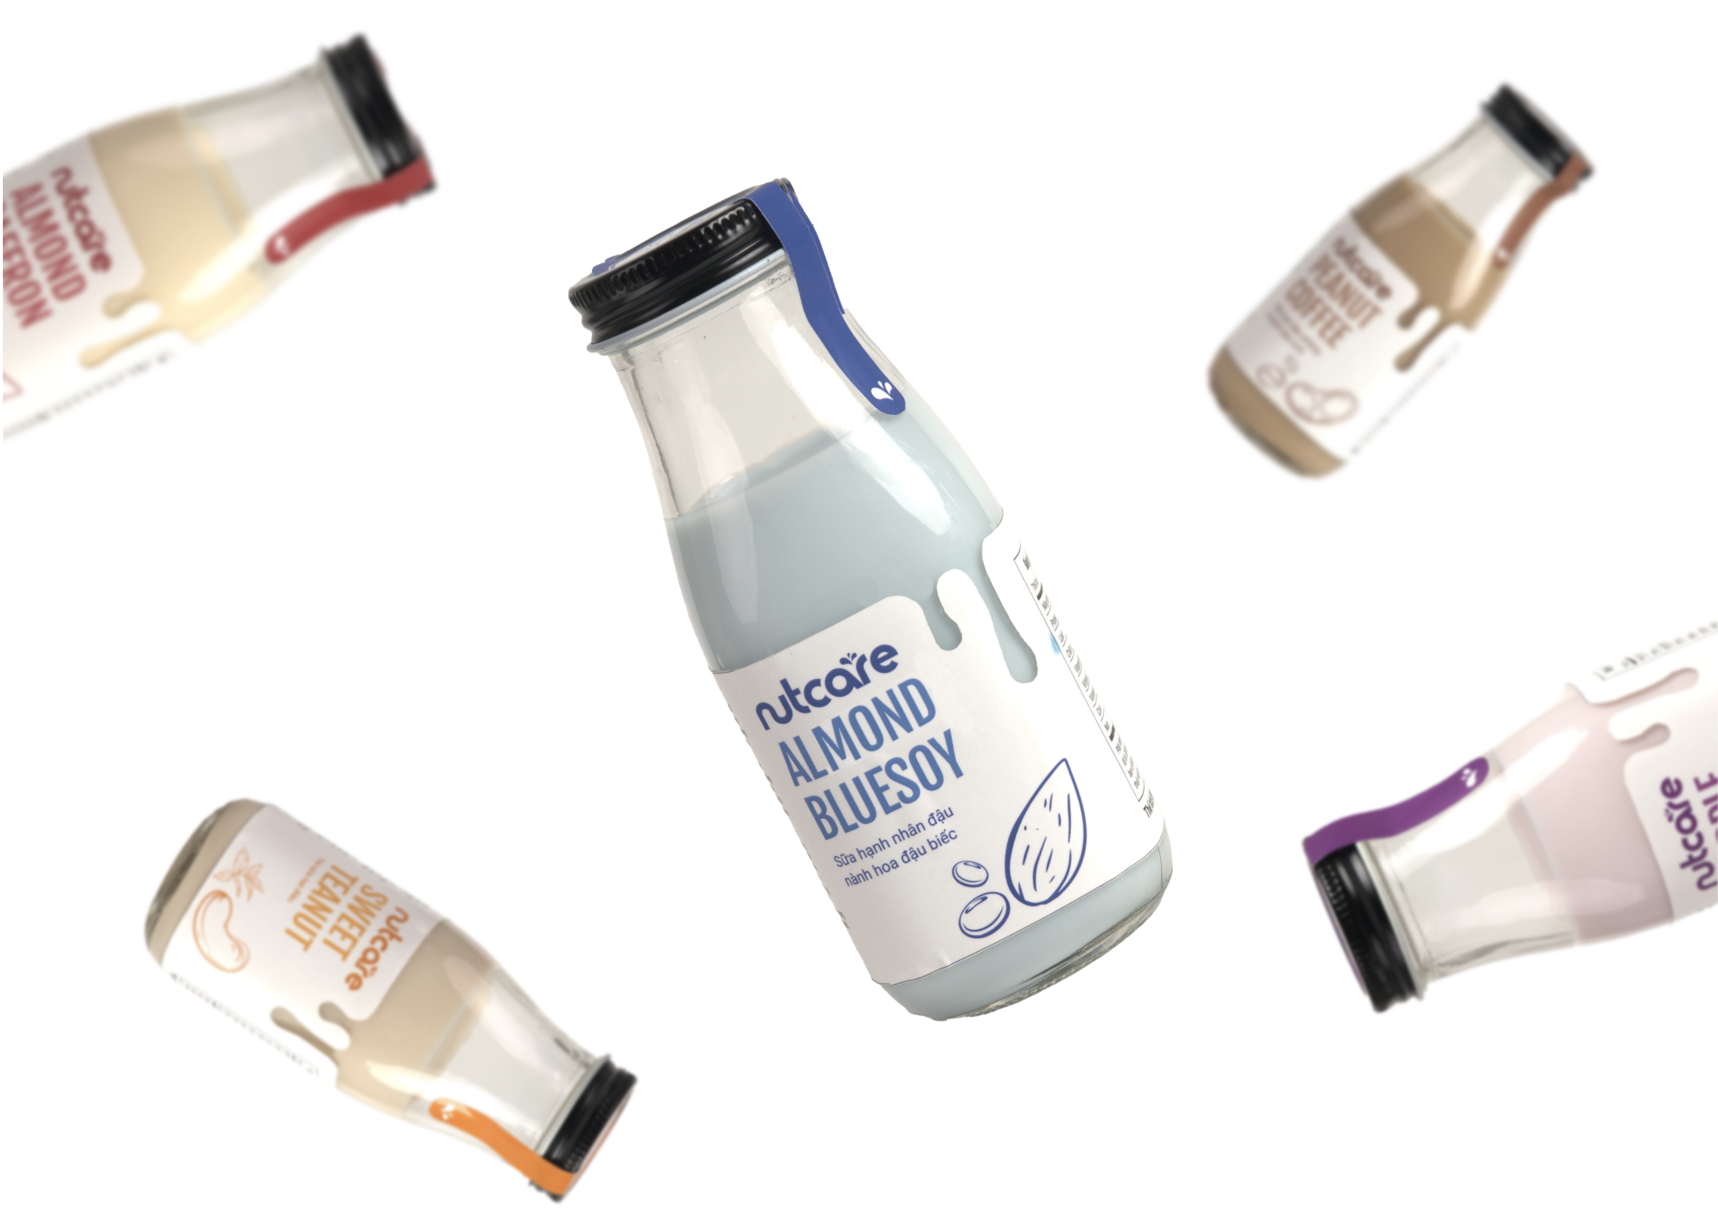 nutcare
ALMOND
nutcare
PEANUT
COFFEE
nutcare
ALMOND
BLUESOY
Sữa hạnh nhân đậu
nành hoa đậu biếc
nutcare
SWEET
TEANUT
nutcare